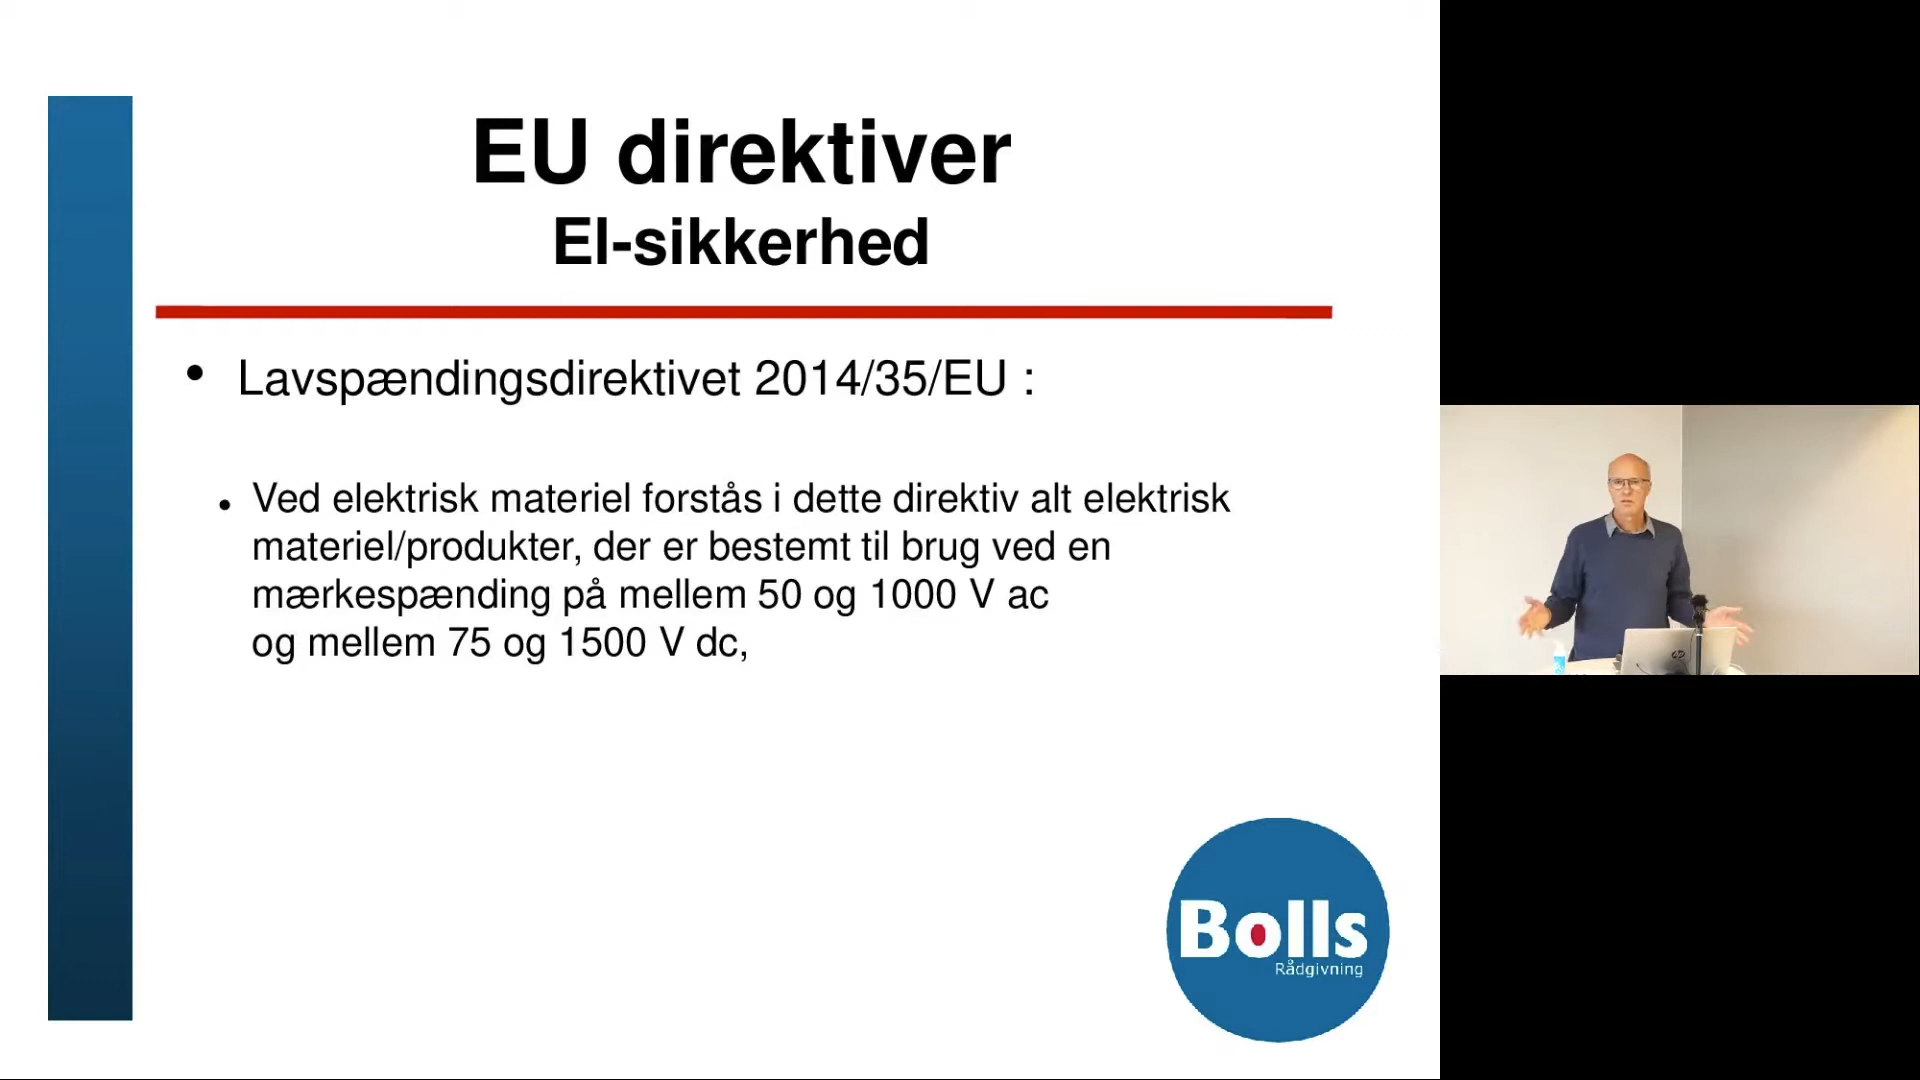 EU direktiver
El-sikkerhed
• Lavspændingsdirektivet 2014/35/EU :
• Ved elektrisk materiel forstås i dette direktiv alt elektrisk
materiel/produkter, der er bestemt til brug ved en
mærkespænding på mellem 50 og 1000 V ac
og mellem 75 og 1500 V dc,
Bolls
Rådgivning
hp